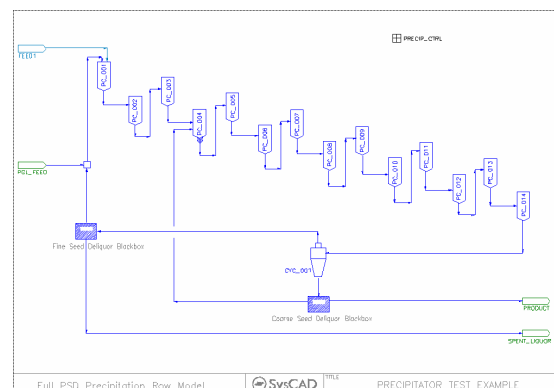 PRECIP_CTRL
FEED1
PC_001
PC_002
PC_003
PC_004
PC_005
PC_006
PC_007
PC_008
PC_009
PC_010
PC_011
PC_012
PC_013
PC_014
PCI_FEED
Fine Seed Deliquor Blackbox
CYC_001
Coarse Seed Deliquor Blackbox
PRODUCT
SPENT_LIQUOR
Full PSD Precipitation Row Model
SysCAD
TITLE
PRECIPITATOR TEST EXAMPLE